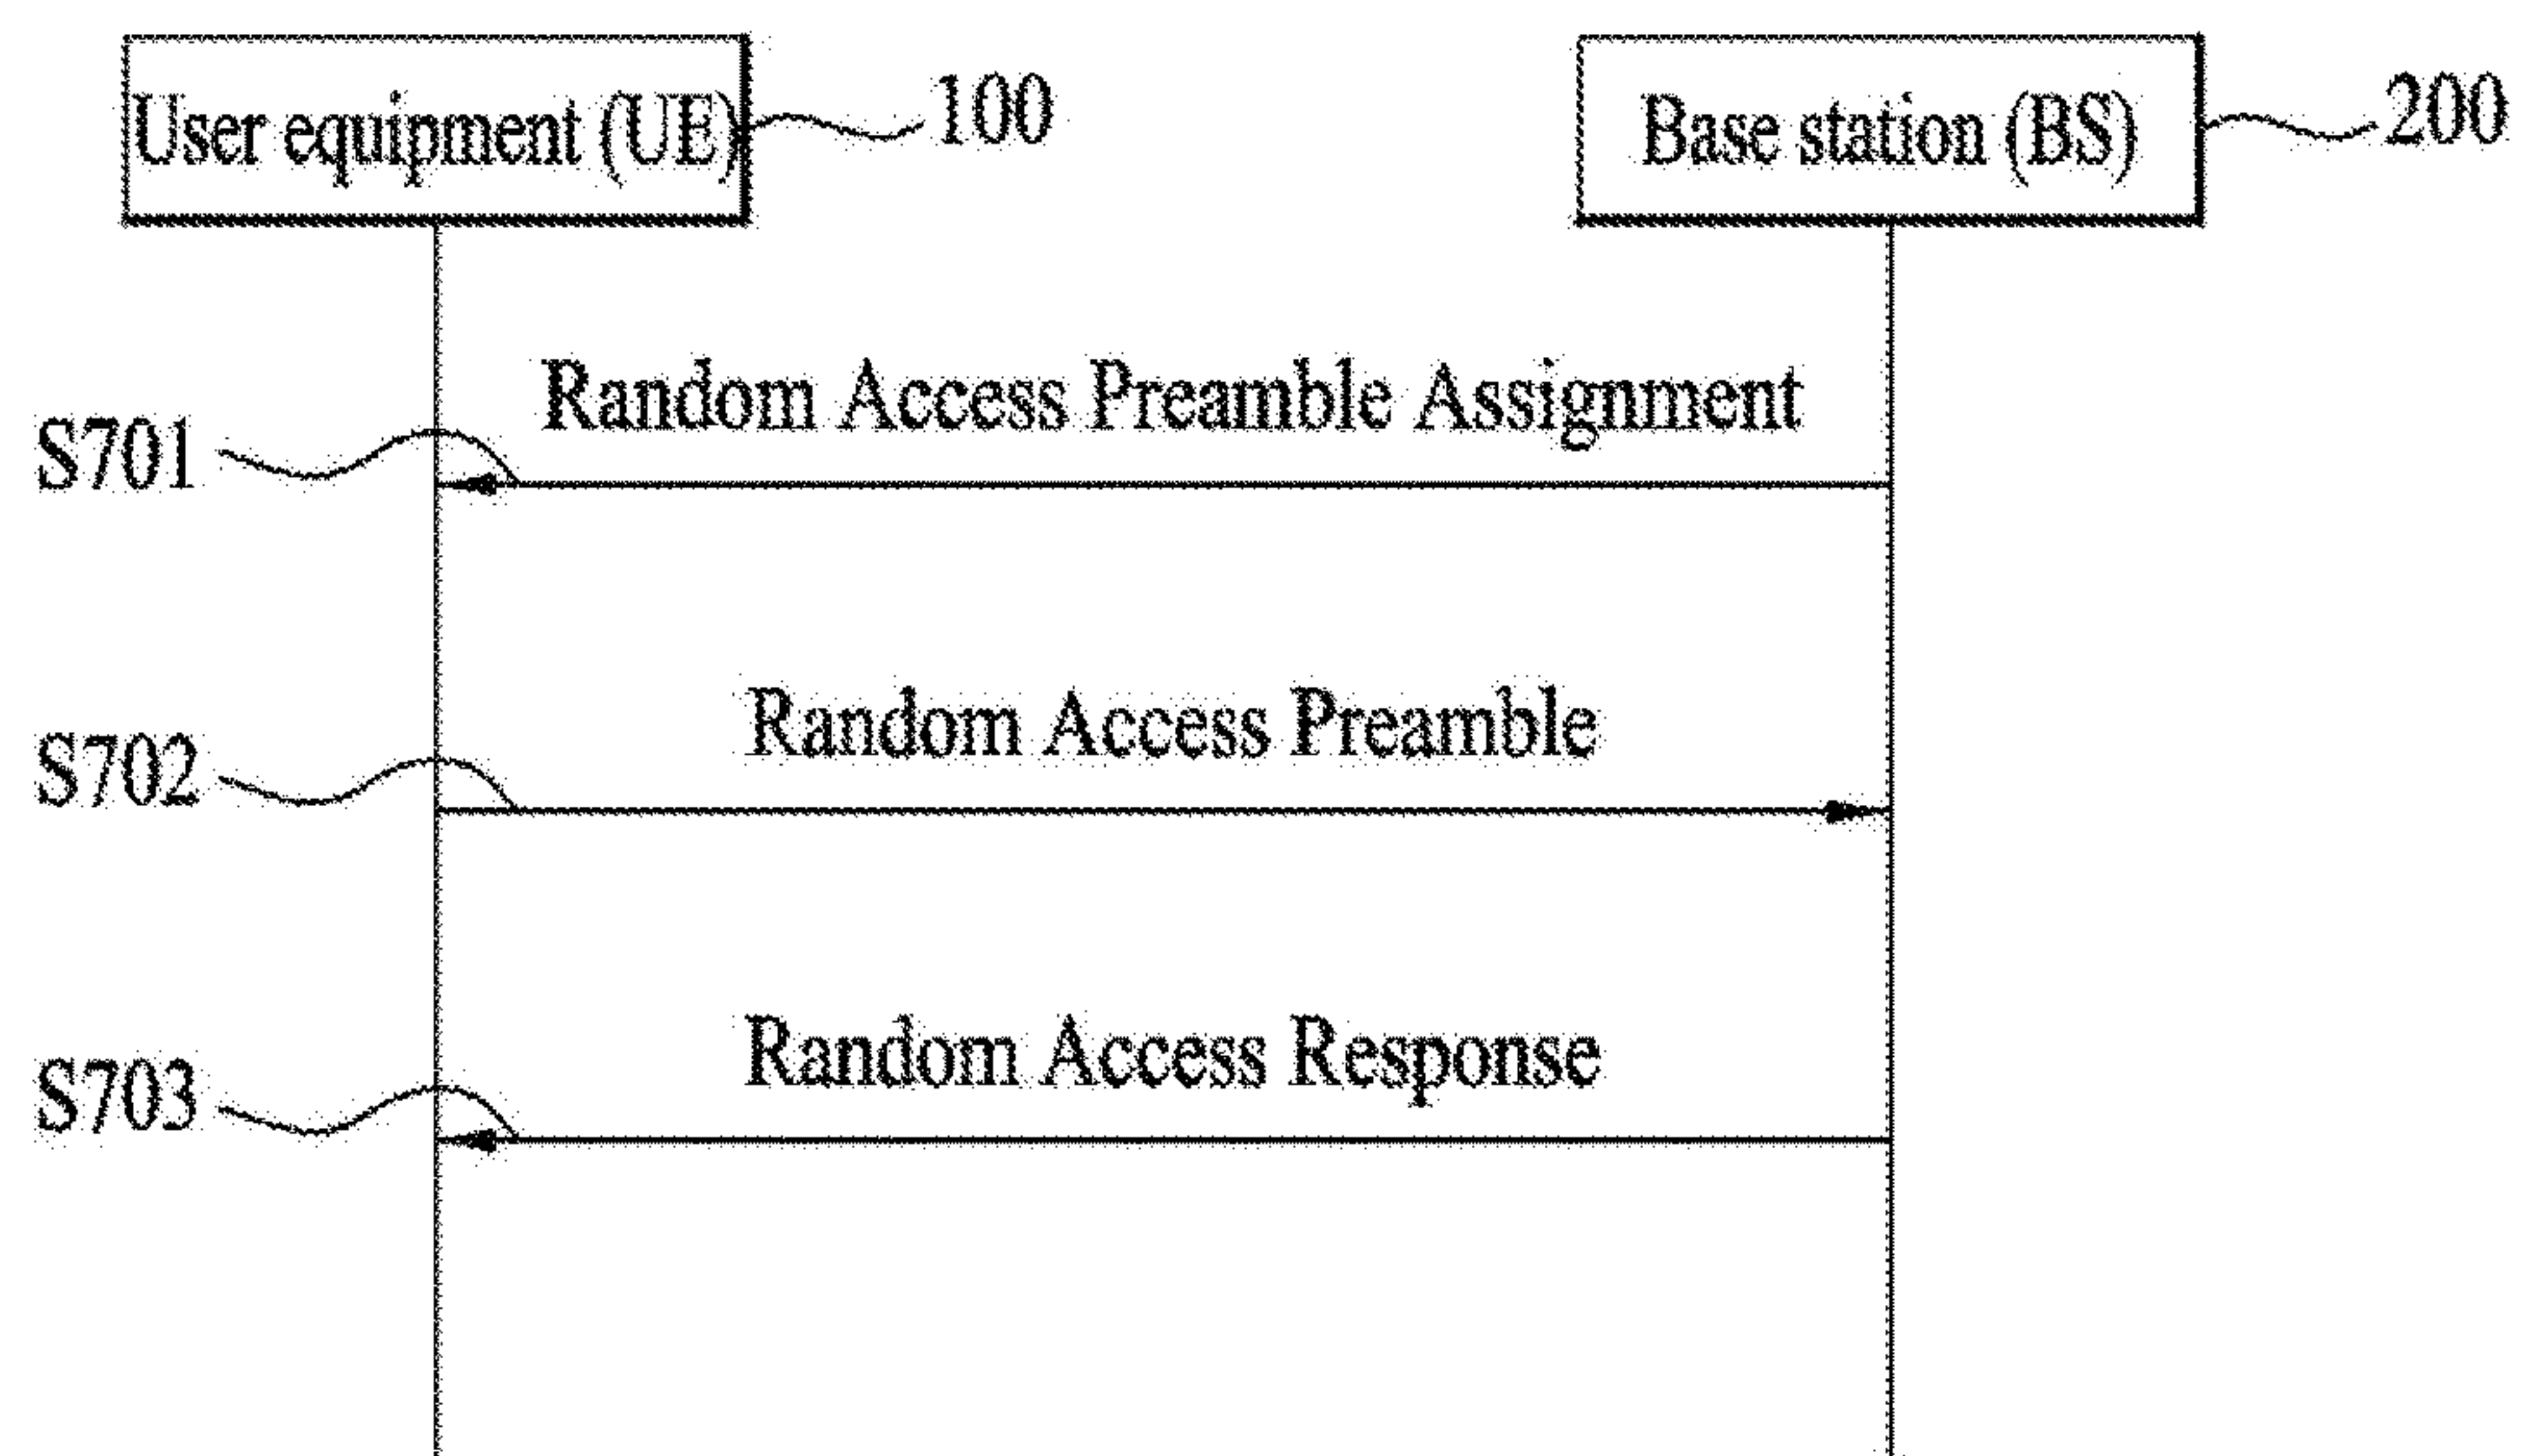 User equipment (UE) 100 Base station (BS) 200
Random Access Preamble Assignment
S701
Random Access Preamble
S702
Random Access Response
S703